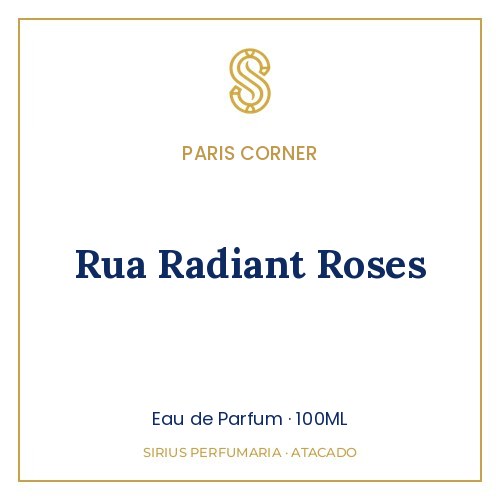 PARIS CORNER
Rua Radiant Roses
Eau de Parfum · 100ML
SIRIUS PERFUMARIA · ATACADO